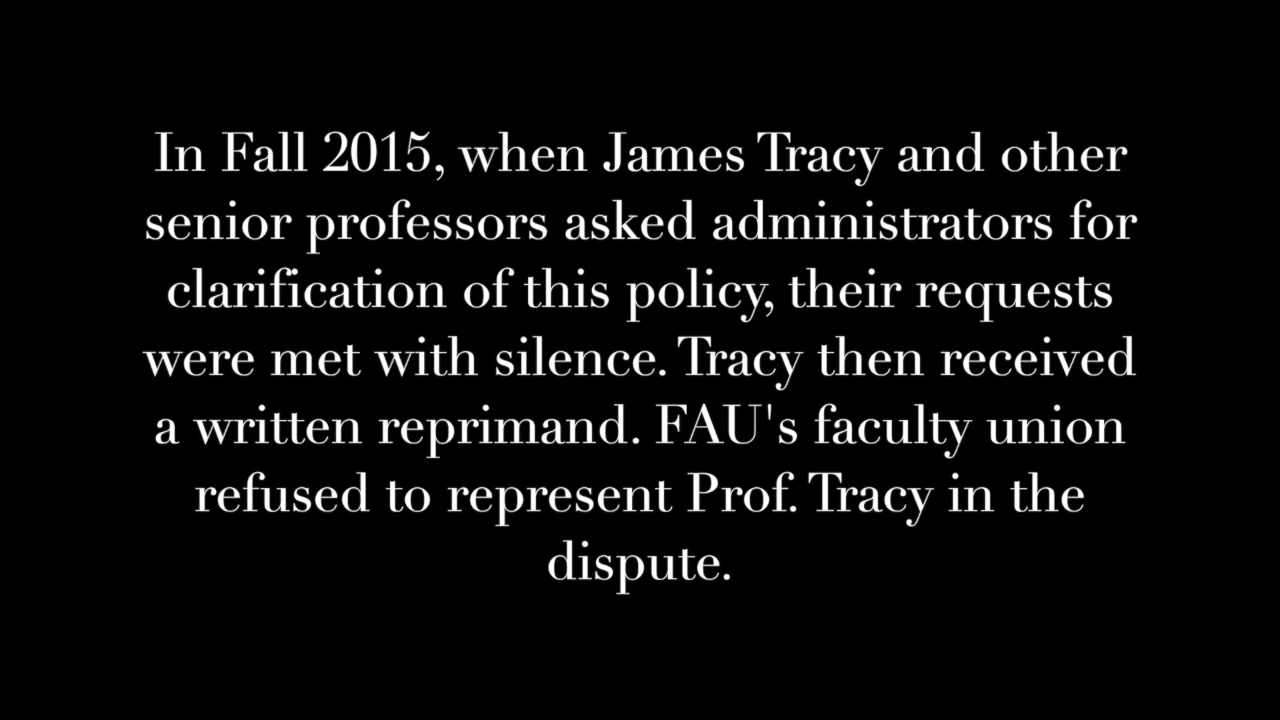 In Fall 2015, when James Tracy and other
senior professors asked administrators for
clarification of this policy, their requests
were met with silence. Tracy then received
a written reprimand. FAU's faculty union
refused to represent Prof. Tracy in the
dispute.